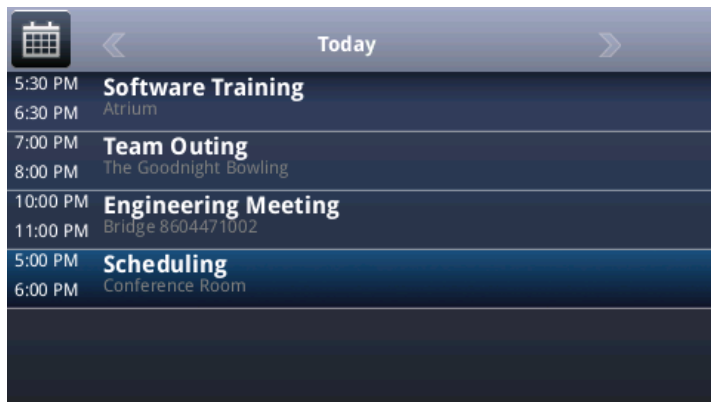 Today
5:30 PM
6:30 PM
Software Training
Atrium
7:00 PM
8:00 PM
Team Outing
The Goodnight Bowling
10:00 PM
11:00 PM
Engineering Meeting
Bridge 8604471002
5:00 PM
6:00 PM
Scheduling
Conference Room